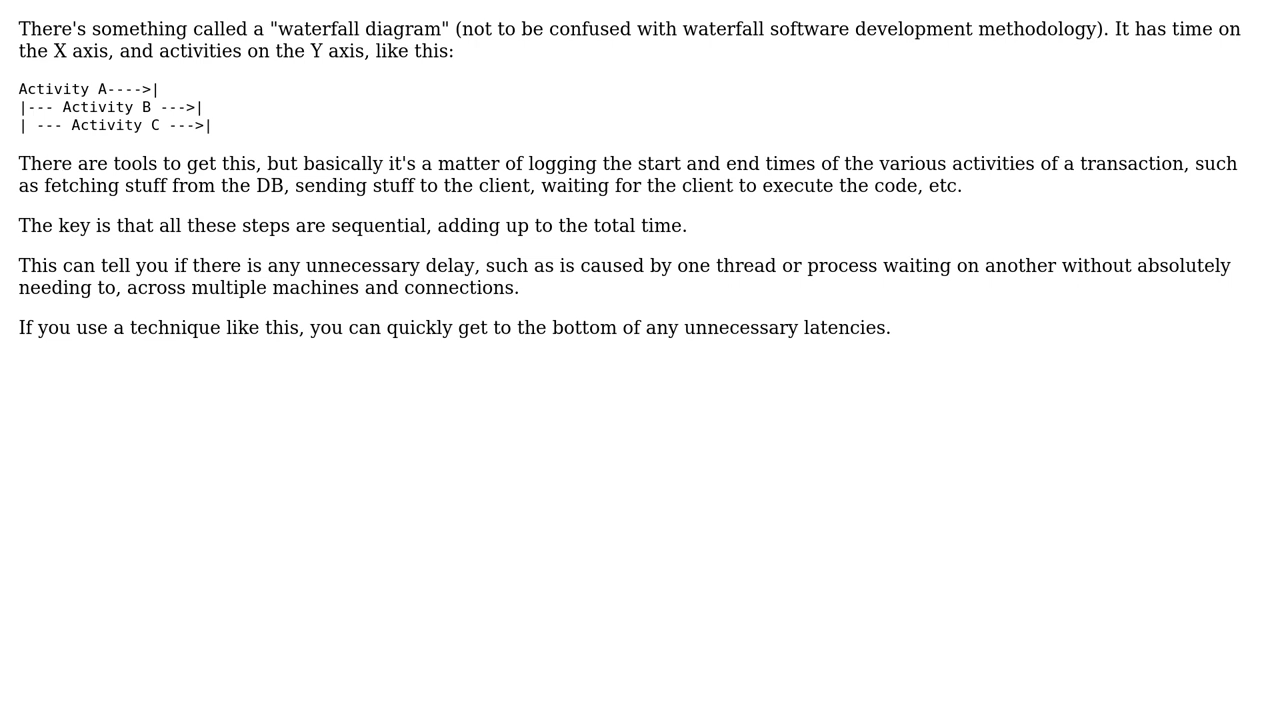 There's something called a "waterfall diagram" (not to be confused with waterfall software development methodology). It has time on
the X axis, and activities on the Y axis, like this:
Activity A---->|
|--- Activity B --->|
| --- Activity C --->|
There are tools to get this, but basically it's a matter of logging the start and end times of the various activities of a transaction, such
as fetching stuff from the DB, sending stuff to the client, waiting for the client to execute the code, etc.
The key is that all these steps are sequential, adding up to the total time.
This can tell you if there is any unnecessary delay, such as is caused by one thread or process waiting on another without absolutely
needing to, across multiple machines and connections.
If you use a technique like this, you can quickly get to the bottom of any unnecessary latencies.